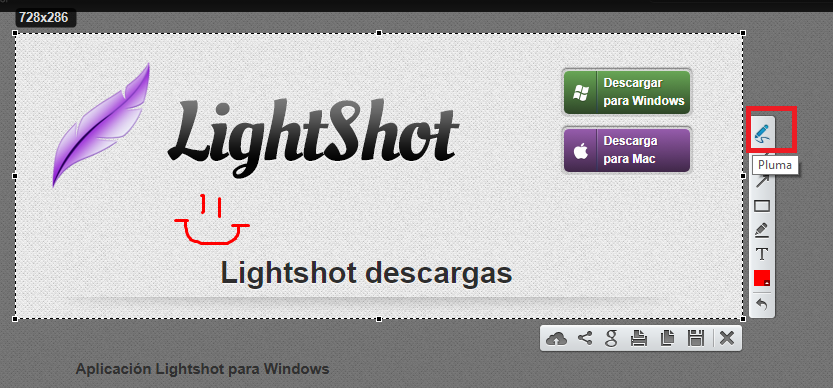 728x286
LightShot
Descargar
para Windows
Descarga
para Mac
Pluma
T
Lightshot descargas
g
Aplicación Lightshot para Windows